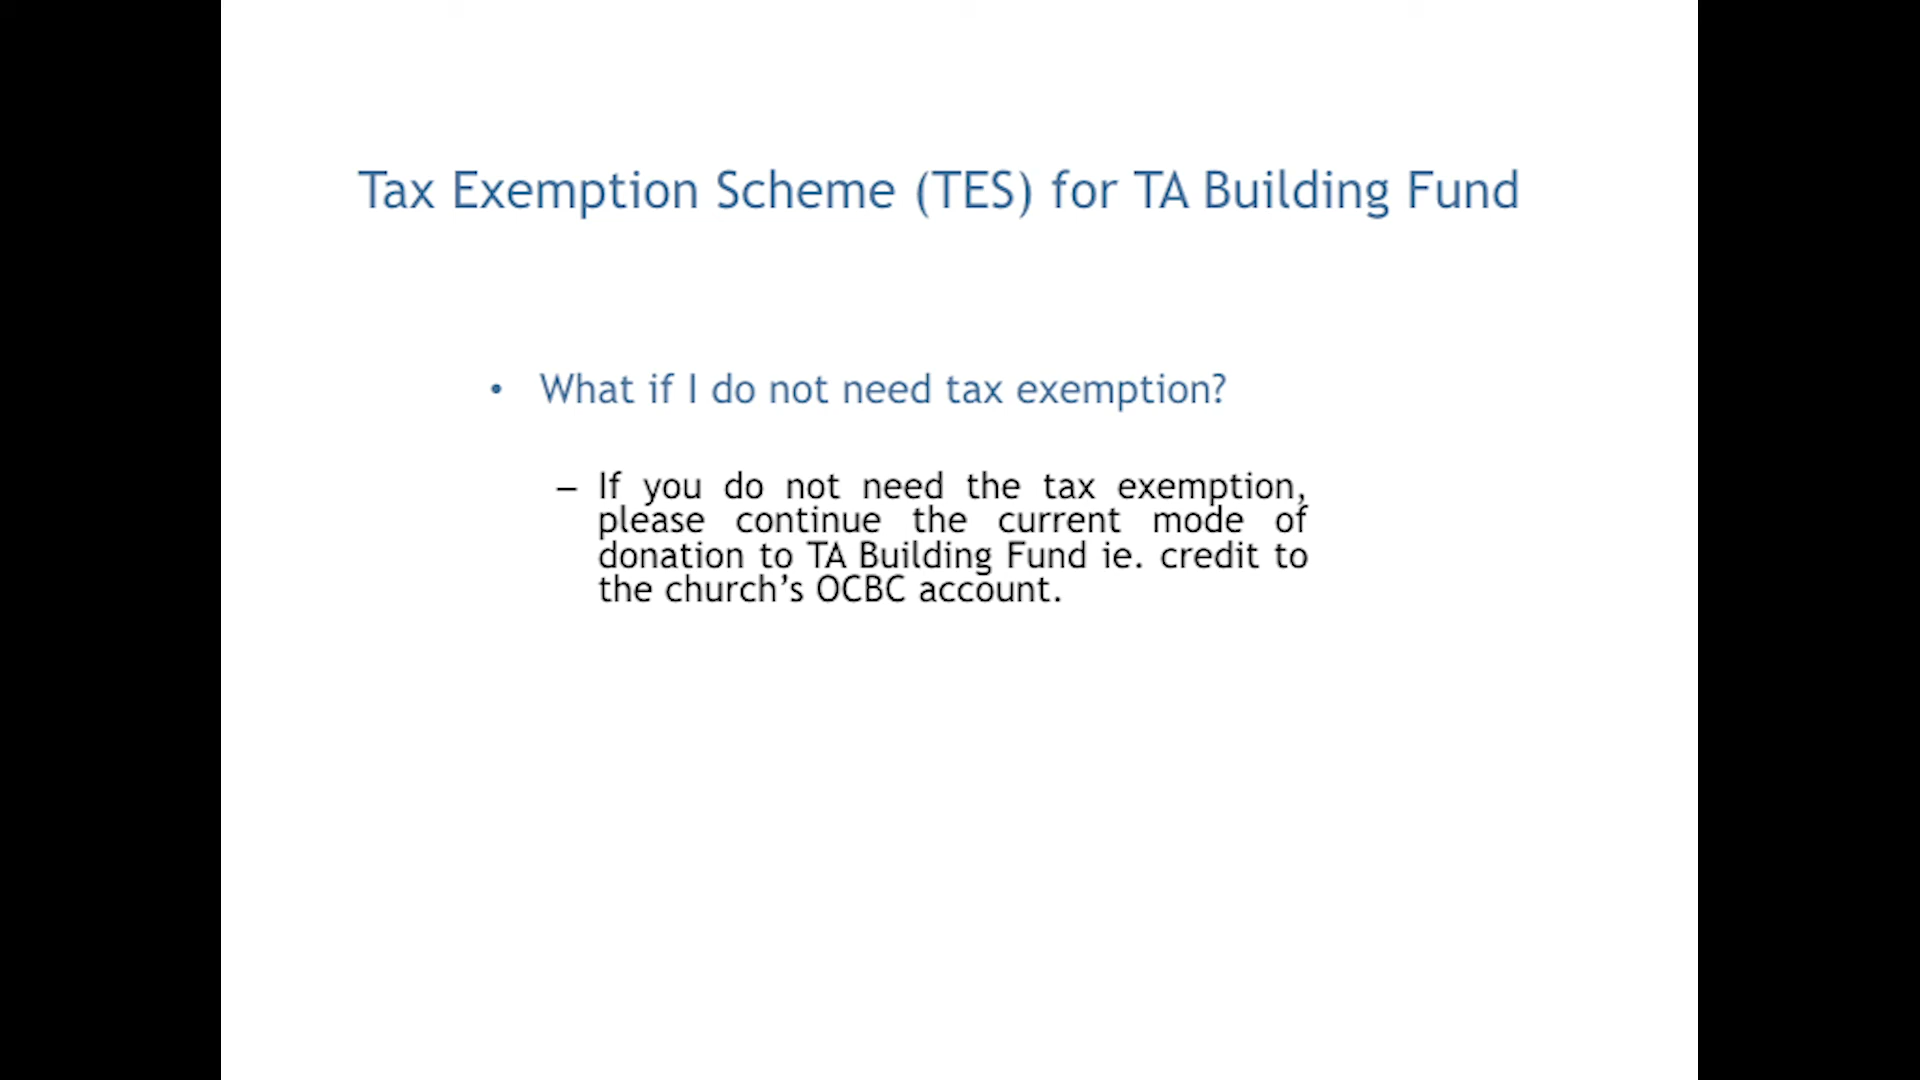 Tax Exemption Scheme (TES) for TA Building Fund
• What if I do not need tax exemption?
– If you do not need the tax exemption,
please continue the current mode of
donation to TA Building Fund ie. credit to
the church's OCBC account.